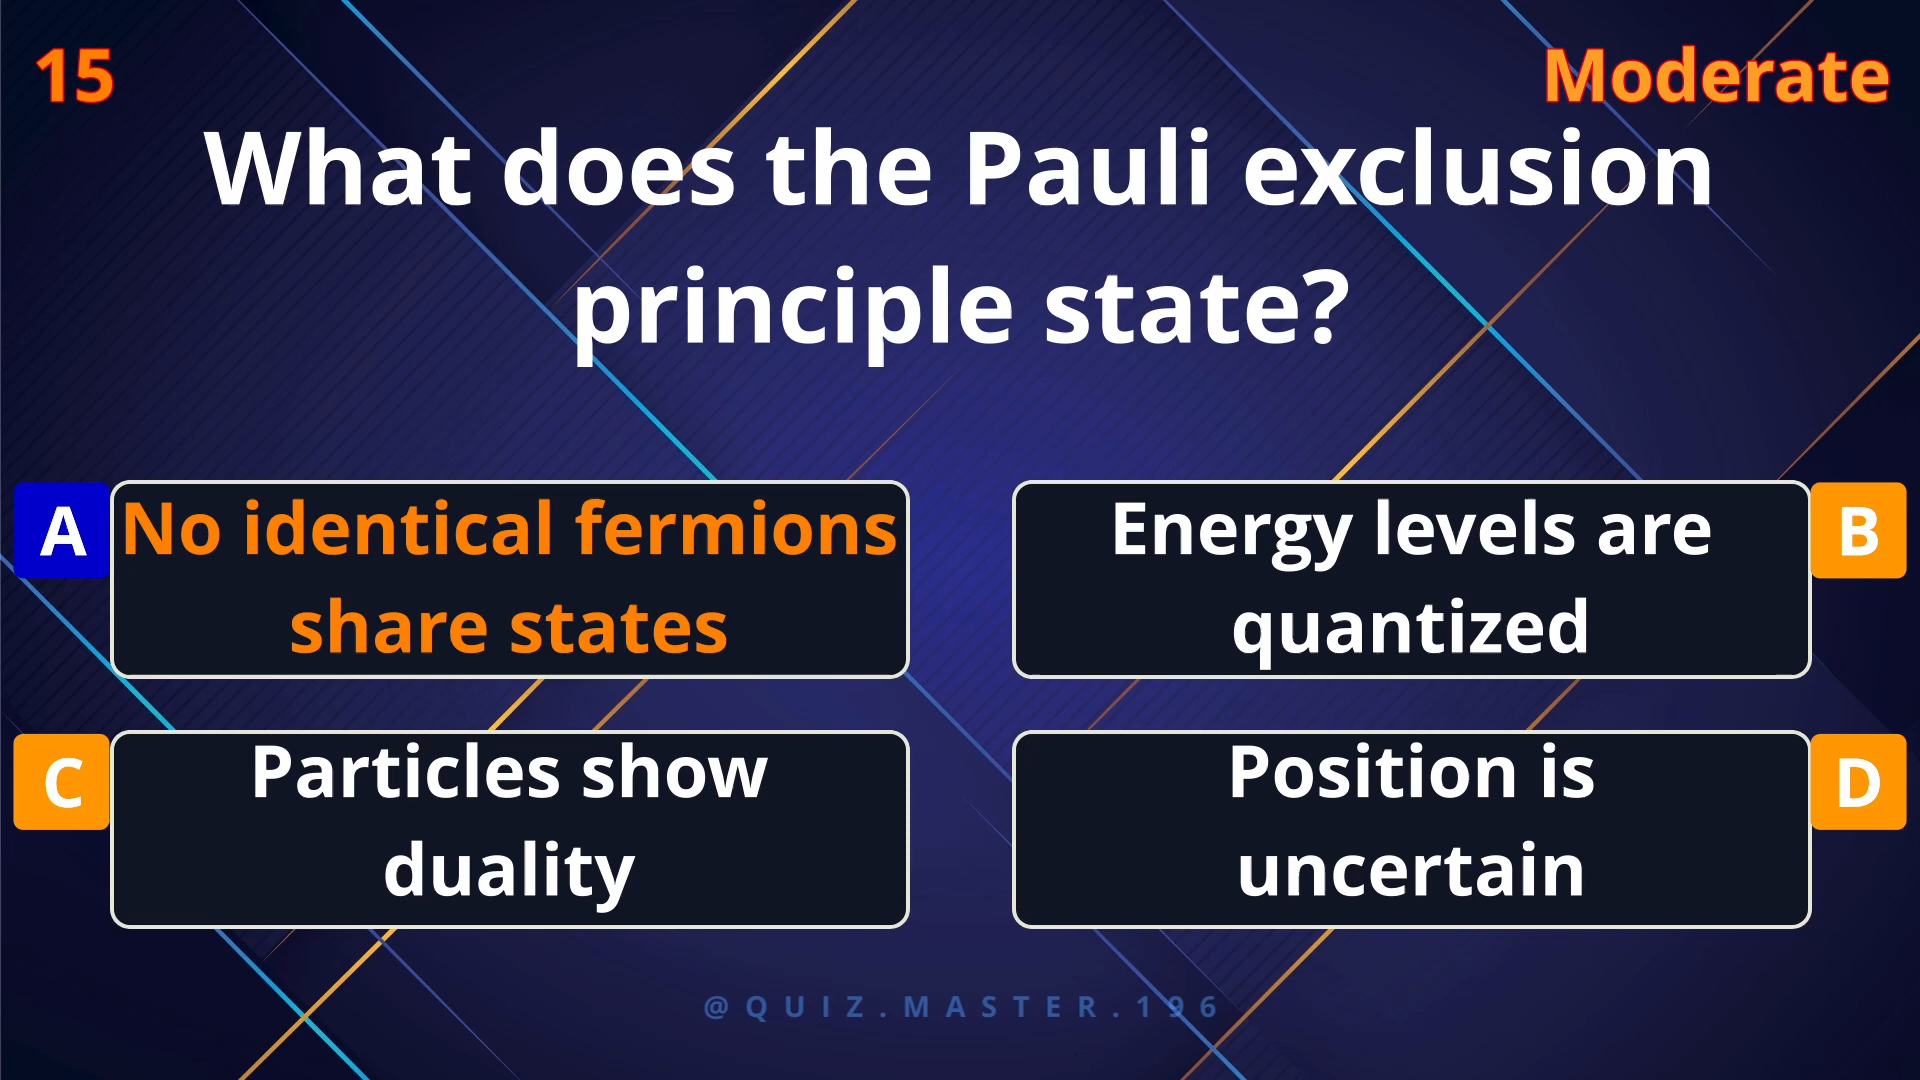 15
Moderate
What does the Pauli exclusion
principle state?
A
No identical fermions
share states
Energy levels are
quantized
B
C
Particles show
duality
Position is
uncertain
D
@QUIZ.MASTER.196